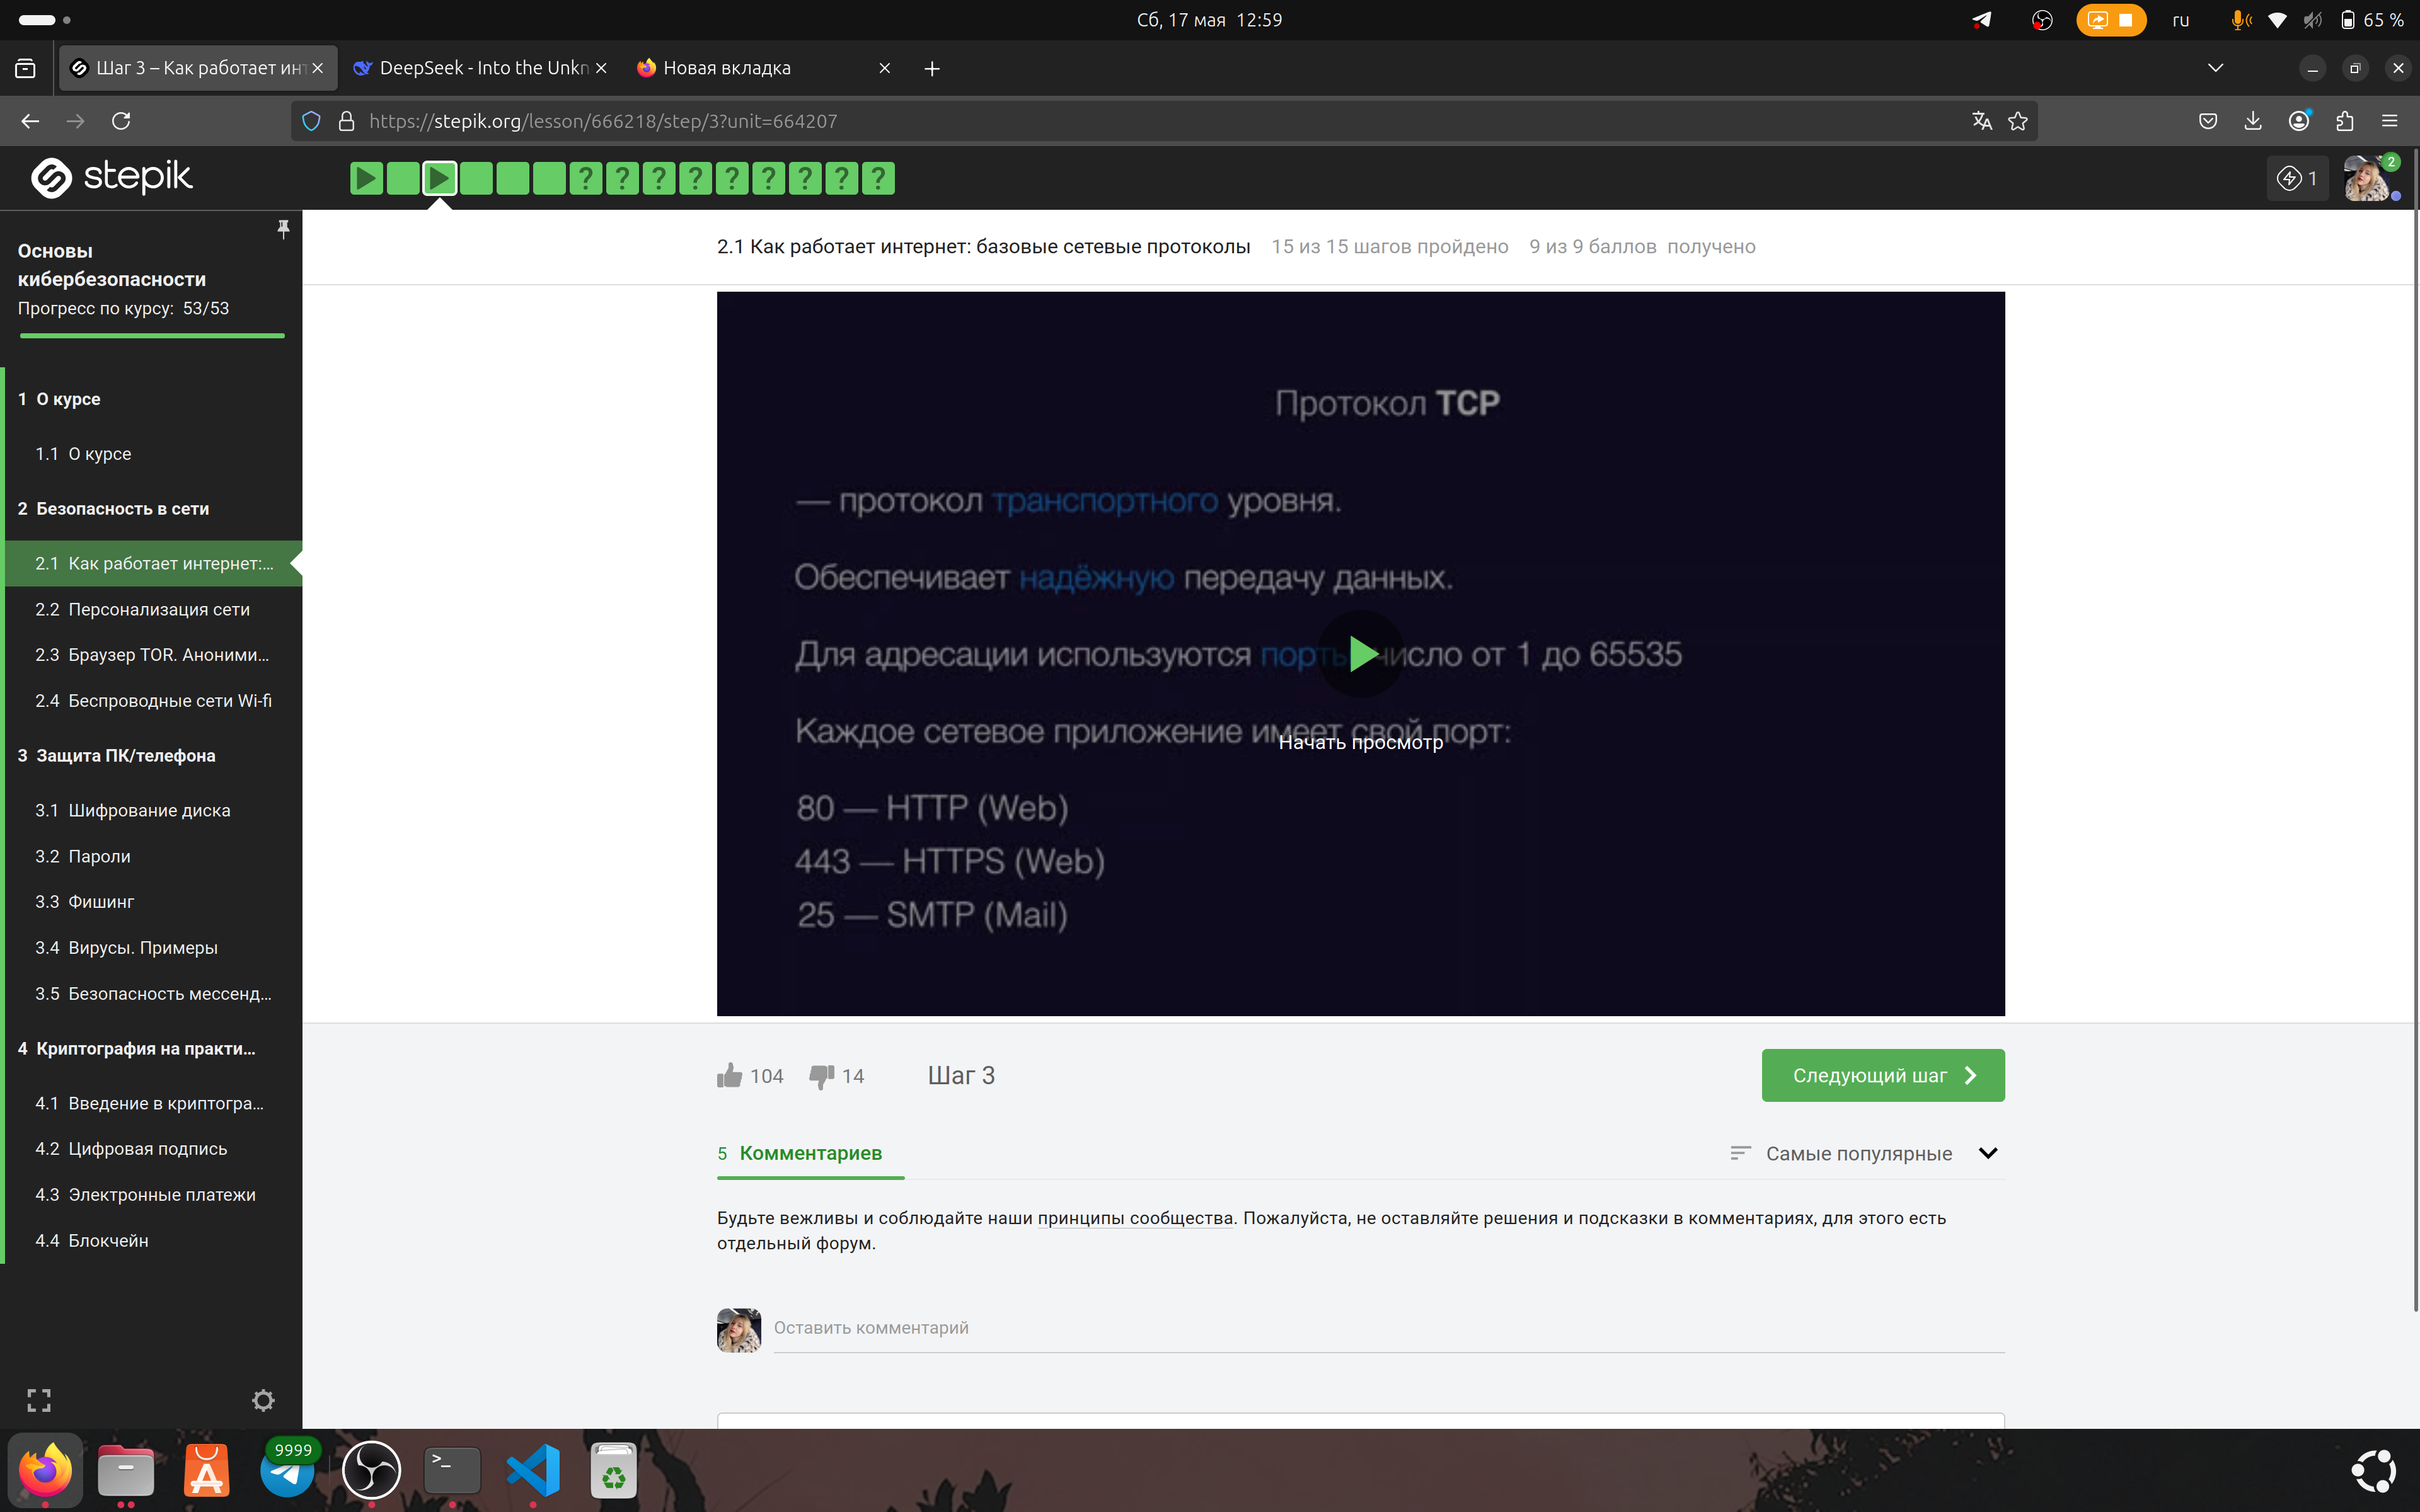 Сб, 17 мая 12:59
ru
65 %
Шаг 3 – Как работает инт
DeepSeek - Into the Unkn
Новая вкладка
https://stepik.org/lesson/666218/step/3?unit=664207
stepik
? ? ? ? ? ? ? ? ?
1
2
Основы
кибербезопасности
Прогресс по курсу: 53/53
1 О курсе
1.1 О курсе
2 Безопасность в сети
2.1 Как работает интернет:...
2.2 Персонализация сети
2.3 Браузер TOR. Аноними...
2.4 Беспроводные сети Wi-fi
3 Защита ПК/телефона
3.1 Шифрование диска
3.2 Пароли
3.3 Фишинг
3.4 Вирусы. Примеры
3.5 Безопасность мессенд...
4 Криптография на практи...
4.1 Введение в криптогра...
4.2 Цифровая подпись
4.3 Электронные платежи
4.4 Блокчейн
2.1 Как работает интернет: базовые сетевые протоколы 15 из 15 шагов пройдено 9 из 9 баллов получено
Протокол TCP
— протокол транспортного уровня.
Обеспечивает надёжную передачу данных.
Для адресации используются порты число от 1 до 65535
Каждое сетевое приложение имеет свой порт:
Начать просмотр
80 — HTTP (Web)
443 — HTTPS (Web)
25 — SMTP (Mail)
104
14
Шаг 3
Следующий шаг
5 Комментариев
Самые популярные
Будьте вежливы и соблюдайте наши принципы сообщества. Пожалуйста, не оставляйте решения и подсказки в комментариях, для этого есть
отдельный форум.
Оставить комментарий
9999
>_